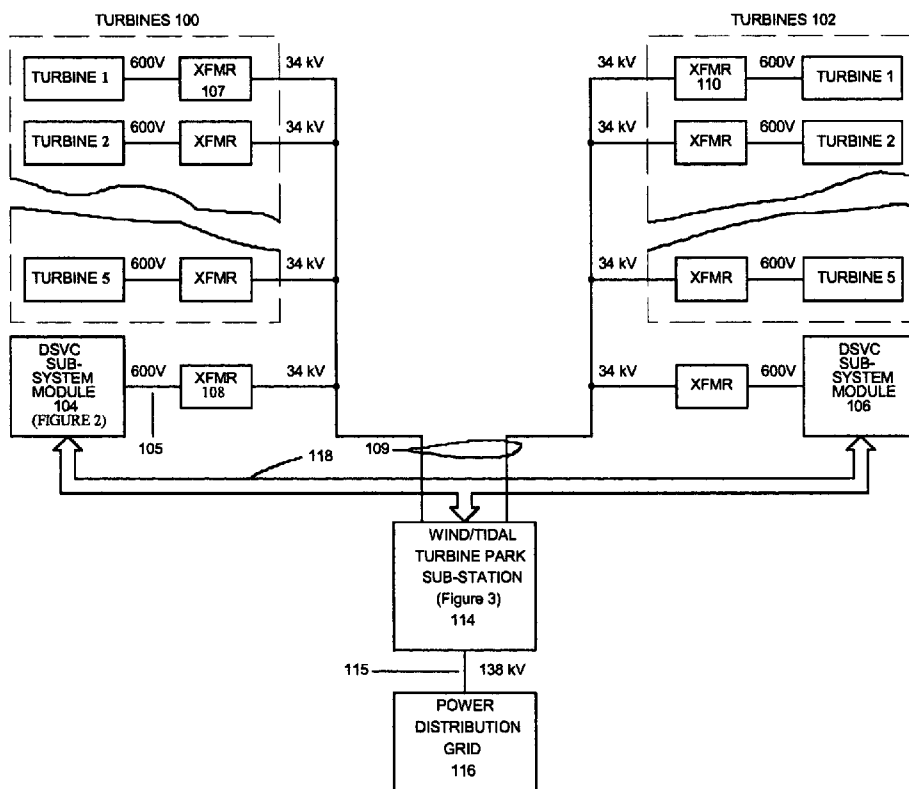 TURBINES 100
TURBINES 102
TURBINE 1
600V
XFMR
107
34 kV
34 kV
XFMR
110
600V
TURBINE 1
TURBINE 2
600V
XFMR
34 kV
34 kV
XFMR
600V
TURBINE 2
TURBINE 5
600V
XFMR
34 kV
34 kV
XFMR
600V
TURBINE 5
DSVC
SUB-
SYSTEM
MODULE
104
(FIGURE 2)
600V
XFMR
108
34 kV
34 kV
XFMR
600V
DSVC
SUB-
SYSTEM
MODULE
106
105
109
118
WIND/TIDAL
TURBINE PARK
SUB-STATION
(Figure 3)
114
115
138 kV
POWER
DISTRIBUTION
GRID
116